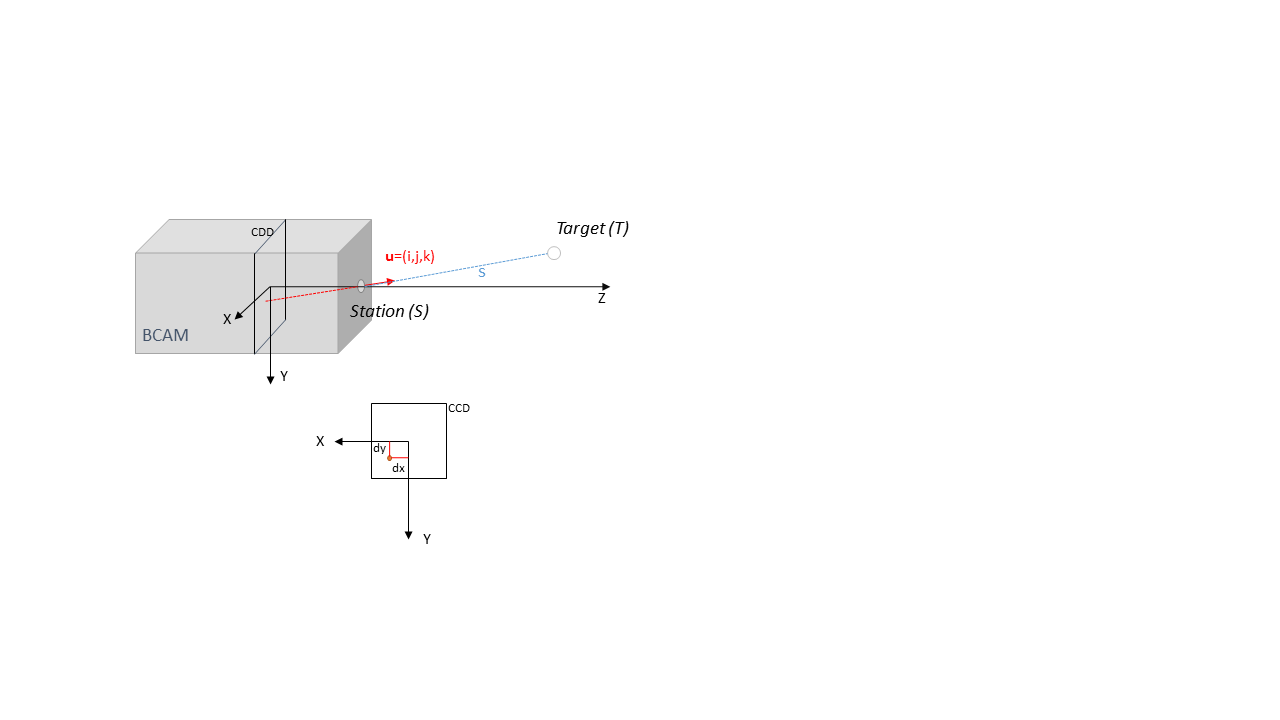 Target (T)
CDD
u=(i,j,k)
S
Z
Station (S)
X
BCAM
Y
CCD
X
dy
dx
Y